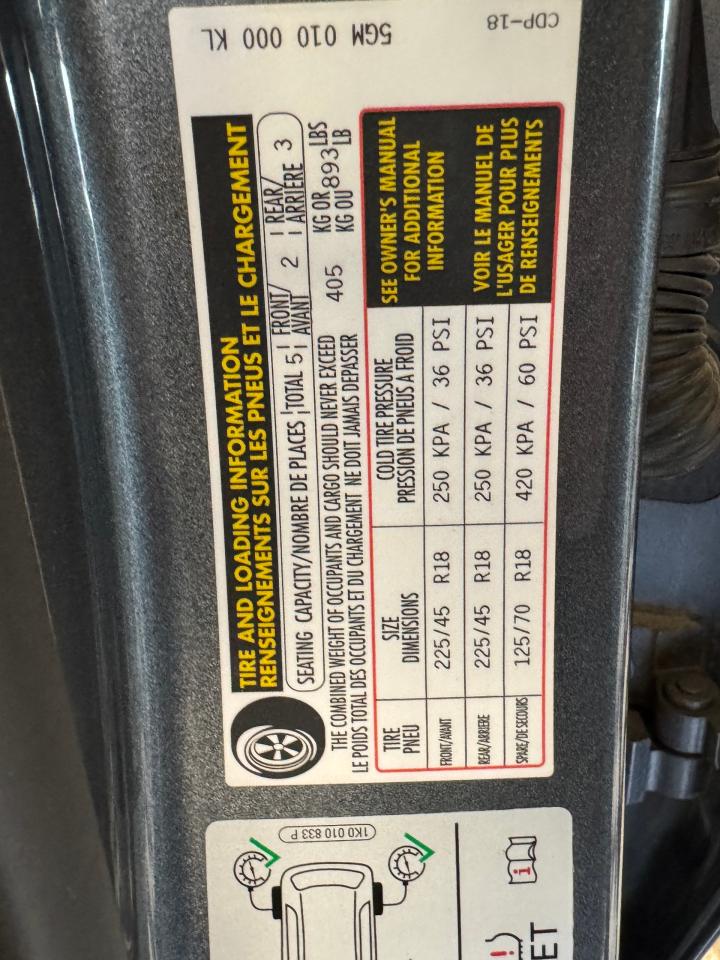 5GM 010 000 KL
CDP-18
TIRE AND LOADING INFORMATION
RENSEIGNEMENTS SUR LES PNEUS ET LE CHARGEMENT
SEATING CAPACITY/NOMBRE DE PLACES TOTAL 5 FRONT/ AVANT 2 REAR/ ARRIÈRE 3
THE COMBINED WEIGHT OF OCCUPANTS AND CARGO SHOULD NEVER EXCEED 405 KG OR 893 LBS
LE POIDS TOTAL DES OCCUPANTS ET DU CHARGEMENT NE DOIT JAMAIS DEPASSER KG OU LB
TIRE SIZE COLD TIRE PRESSURE
PNEU DIMENSIONS PRESSION DE PNEUS A FROID
FRONT/AVANT 225/45 R18 250 KPA / 36 PSI
REAR/ARRIERE 225/45 R18 250 KPA / 36 PSI
SPARE/DE SECOURS 125/70 R18 420 KPA / 60 PSI
SEE OWNER'S MANUAL
FOR ADDITIONAL
INFORMATION
VOIR LE MANUEL DE
L'USAGER POUR PLUS
DE RENSEIGNEMENTS
1K0 010 833 P
i
!
ET